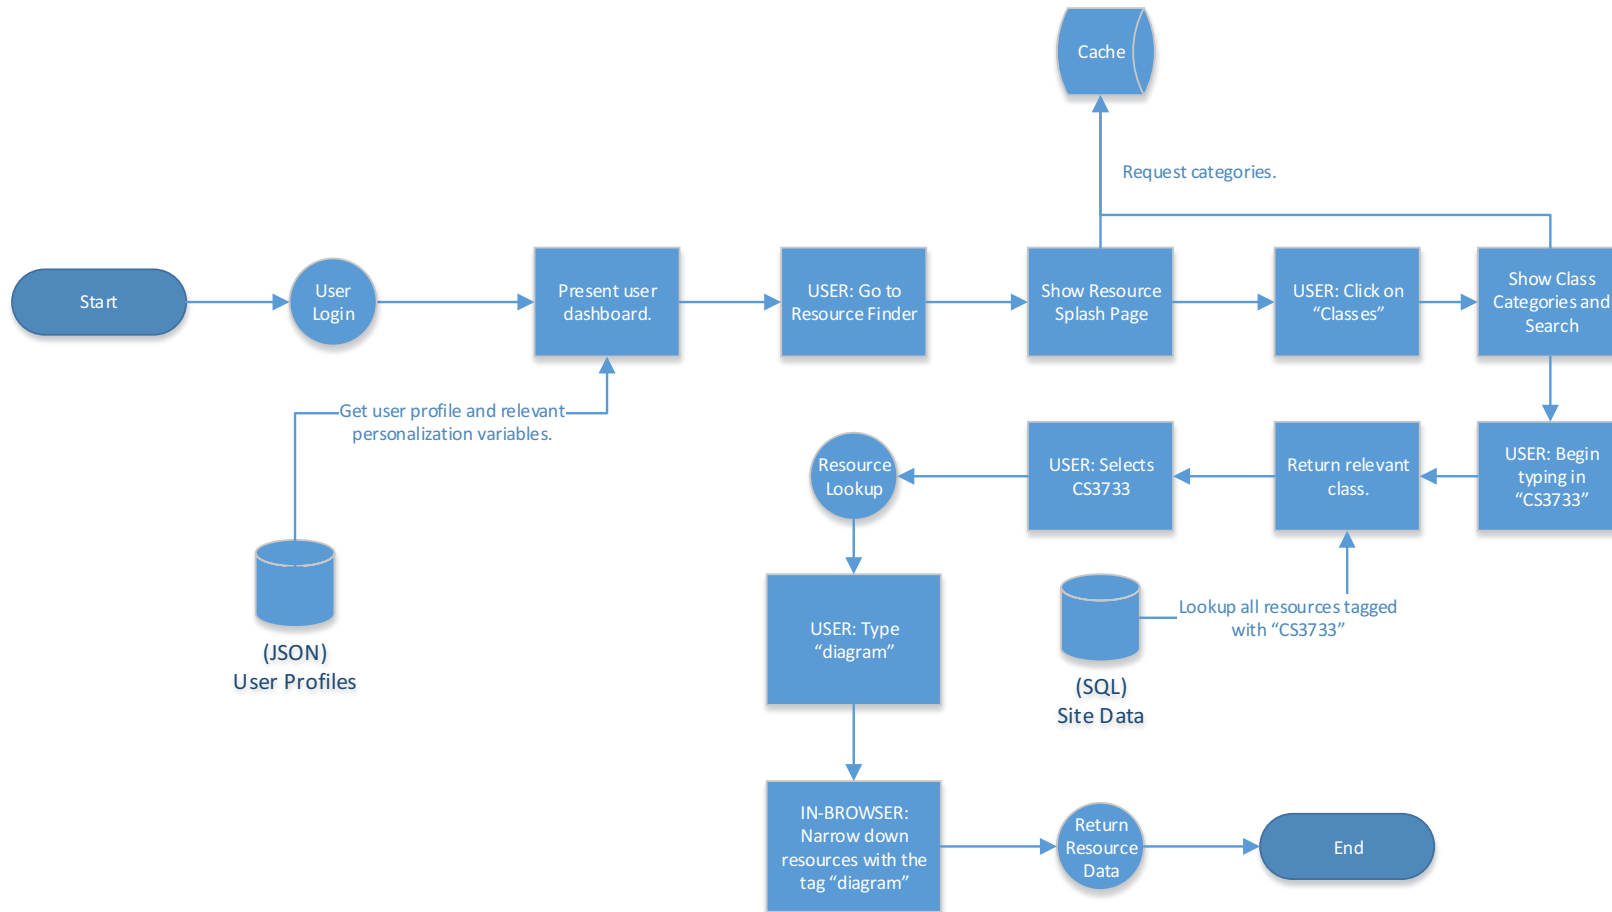 Cache
Request categories.
Start
User
Login
Present user
dashboard.
USER: Go to
Resource Finder
Show Resource
Splash Page
USER: Click on
“Classes”
Show Class
Categories and
Search
Get user profile and relevant
personalization variables.
Resource
Lookup
USER: Selects
CS3733
Return relevant
class.
USER: Begin
typing in
“CS3733”
(JSON)
User Profiles
USER: Type
“diagram”
Lookup all resources tagged
with “CS3733”
(SQL)
Site Data
IN-BROWSER:
Narrow down
resources with the
tag “diagram”
Return
Resource
Data
End